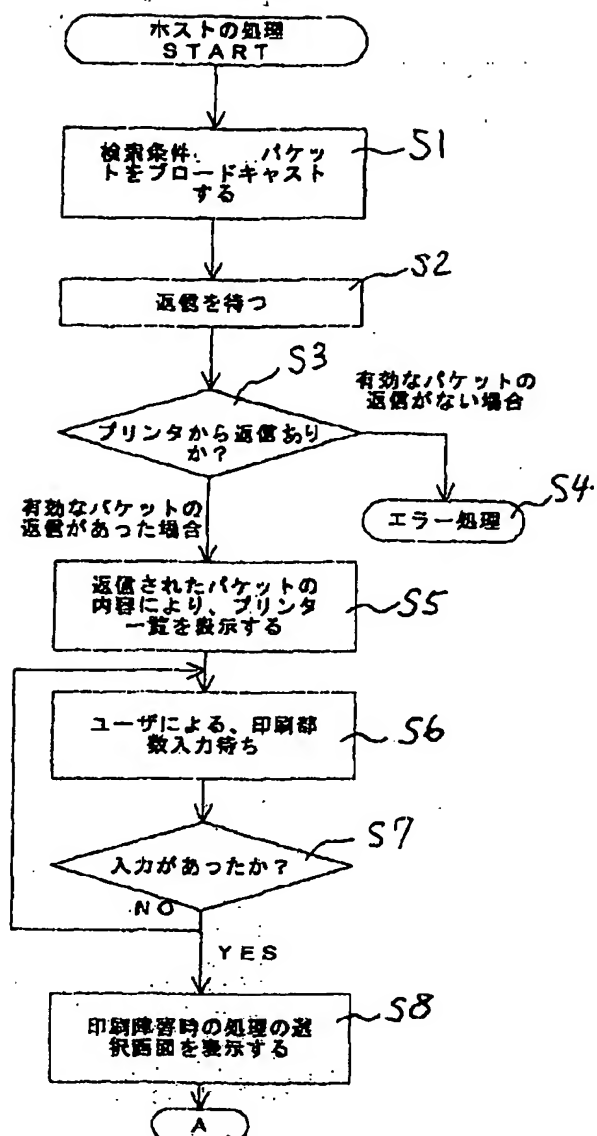 ホストの処理
START
検索条件 パケッ
トをブロードキャスト
する
S1
返信を待つ
S2
プリンタから返信あり
か?
S3
有効なパケットの
返信がない場合
エラー処理
S4
有効なパケットの
返信があった場合
返信されたパケットの
内容により、プリンタ
一覧を表示する
S5
ユーザによる、印刷部
数入力待ち
S6
入力があったか?
S7
NO
YES
印刷障害時の処理の選
択画面を表示する
S8
A